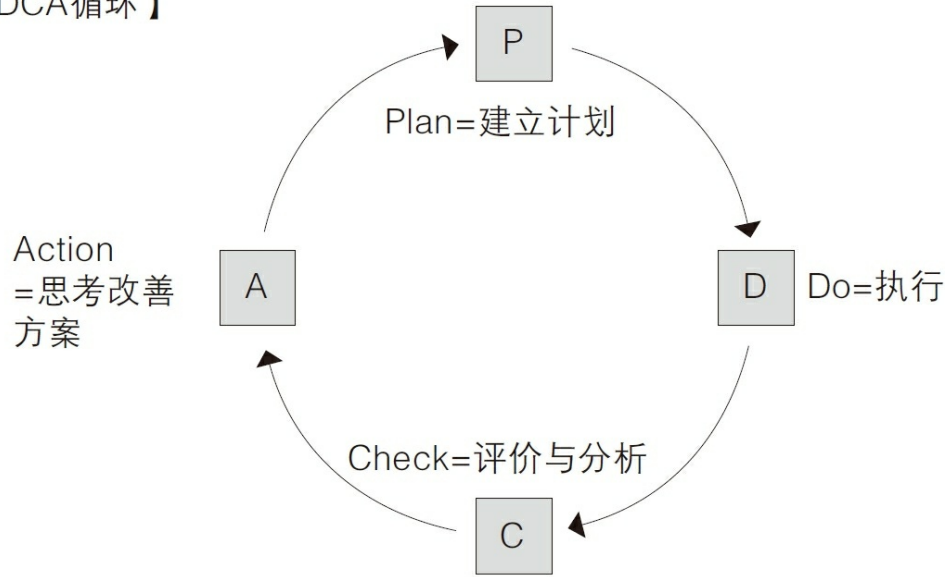 DCA循环】
P
Plan=建立计划
Action
=思考改善
方案
A
D
Do=执行
Check=评价与分析
C